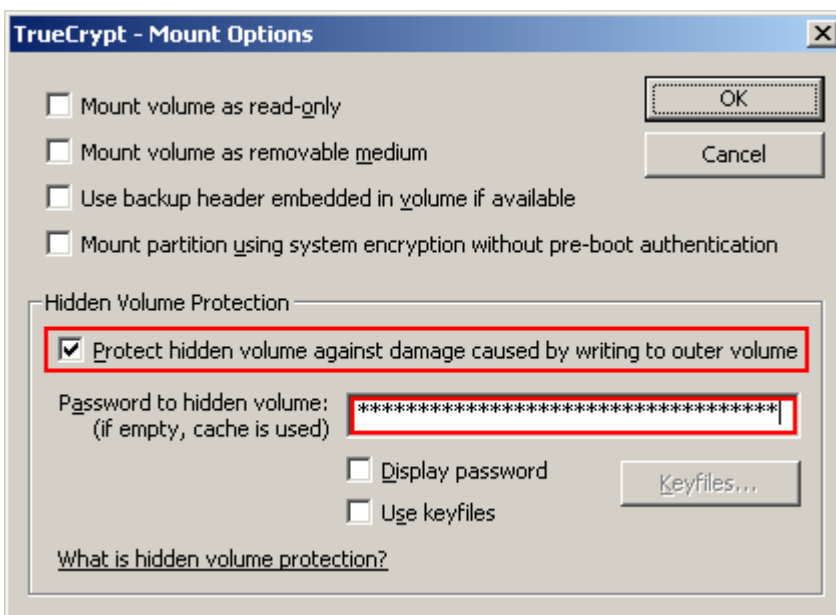 TrueCrypt - Mount Options
Mount volume as read-only
OK
Mount volume as removable medium
Cancel
Use backup header embedded in volume if available
Mount partition using system encryption without pre-boot authentication
Hidden Volume Protection
Protect hidden volume against damage caused by writing to outer volume
Password to hidden volume:
(if empty, cache is used)
***********************************
Display password
Keyfiles...
Use keyfiles
What is hidden volume protection?